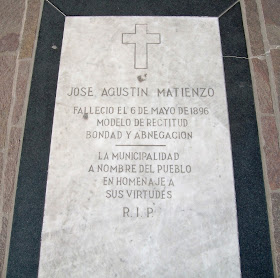 JOSE AGUSTIN MATIENZO
FALLECIO EL 6 DE MAYO DE 1896
MODELO DE RECTITUD
BONDAD Y ABNEGACION
LA MUNICIPALIDAD
A NOMBRE DEL PUEBLO
EN HOMENAJE A
SUS VIRTUDES
R. I. P.